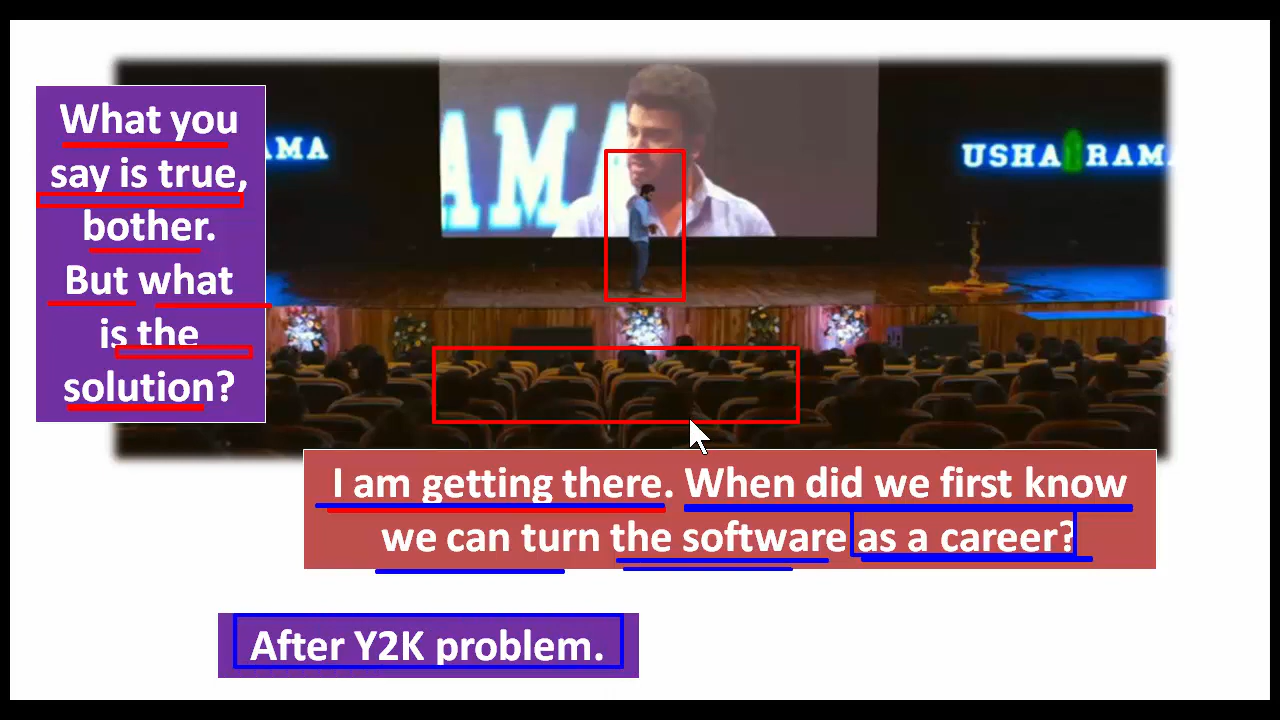 What you
say is true,
bother.
But what
is the
solution?
AMA
AMA
USHA RAMA
I am getting there. When did we first know
we can turn the software as a career?
After Y2K problem.